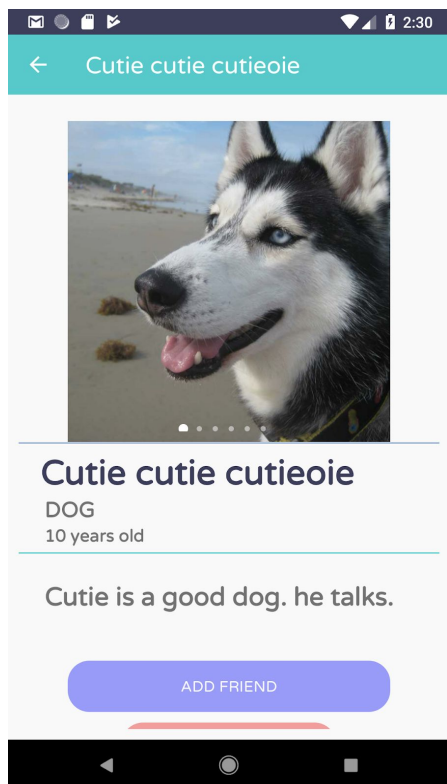 2:30
Cutie cutie cutieoie
Cutie cutie cutieoie
DOG
10 years old
Cutie is a good dog. he talks.
ADD FRIEND